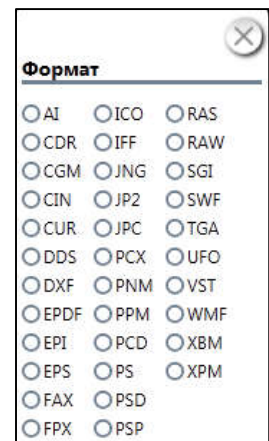 Формат
AI ICO RAS
CDR IFF RAW
CGM JNG SGI
CIN JP2 SWF
CUR JPC TGA
DDS PCX UFO
DXF PNM VST
EPDF PPM WMF
EPI PCD XBM
EPS PS XPM
FAX PSD
FPX PSP